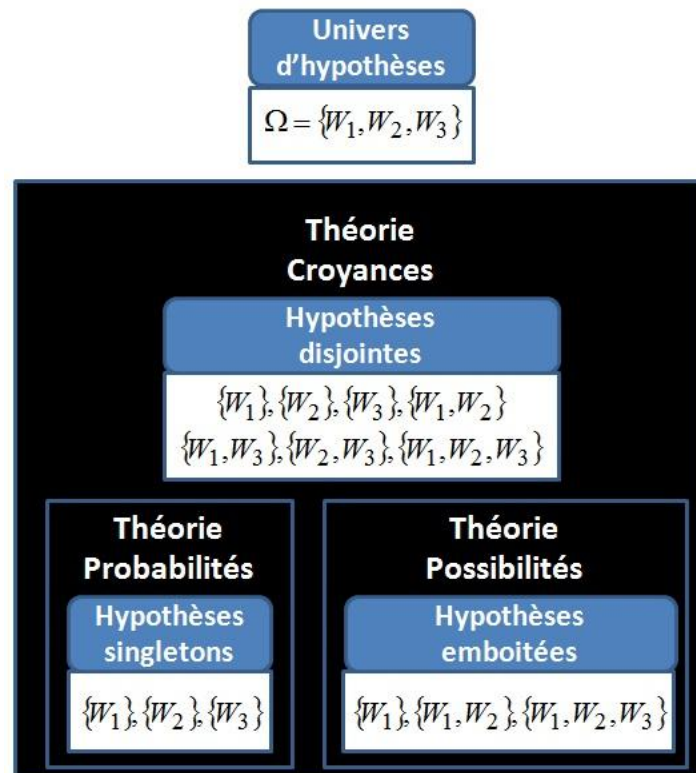 Univers
d'hypothèses
Ω = {W₁,W₂,W₃}
Théorie
Croyances
Hypothèses
disjointes
{W₁},{W₂},{W₃},{W₁,W₂}
{W₁,W₃},{W₂,W₃},{W₁,W₂,W₃}
Théorie
Probabilités
Hypothèses
singletons
{W₁},{W₂},{W₃}
Théorie
Possibilités
Hypothèses
emboitées
{W₁},{W₁,W₂},{W₁,W₂,W₃}